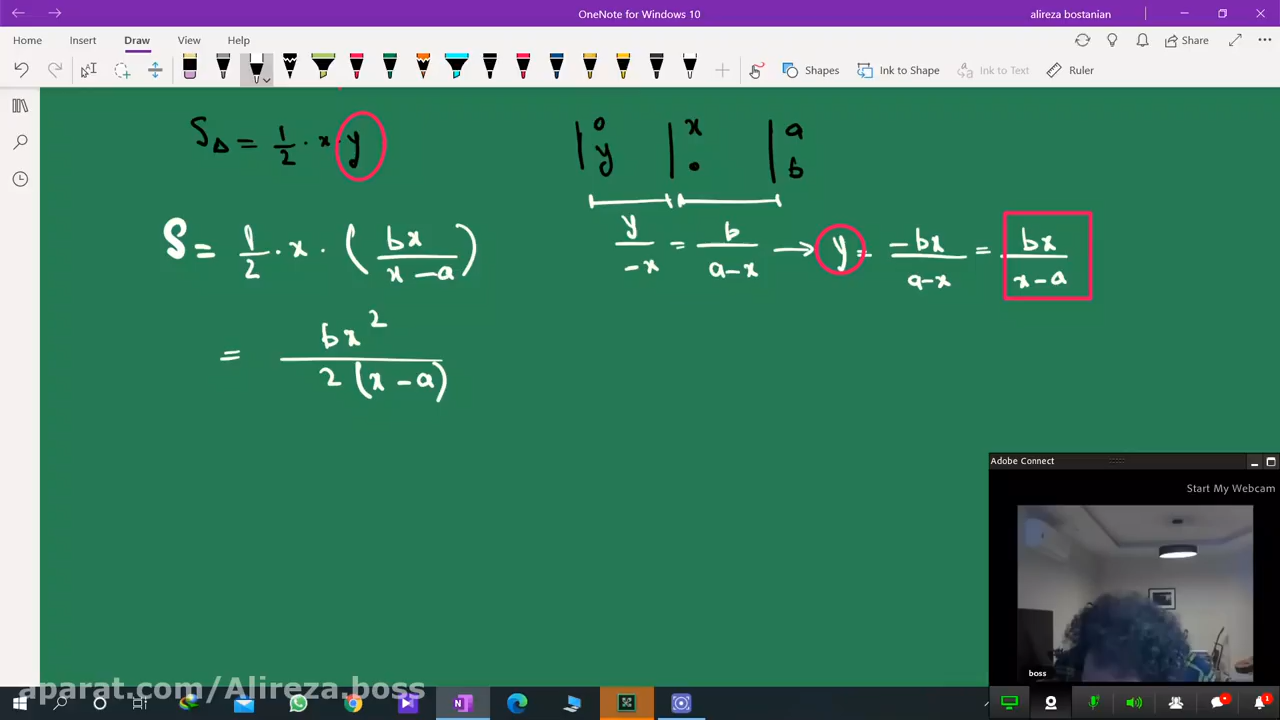 OneNote for Windows 10
alireza bostanian
Home Insert Draw View Help
Share
Shapes Ink to Shape Ink to Text Ruler
S△ = 1/2 · x · y
|0 y |x 0 |a b
y/-x = b/a-x → y = -bx/a-x = bx/x-a
S = 1/2 · x · (bx/x-a)
= bx²/2(x-a)
Adobe Connect
Start My Webcam
boss
aparat.com/Alireza.boss